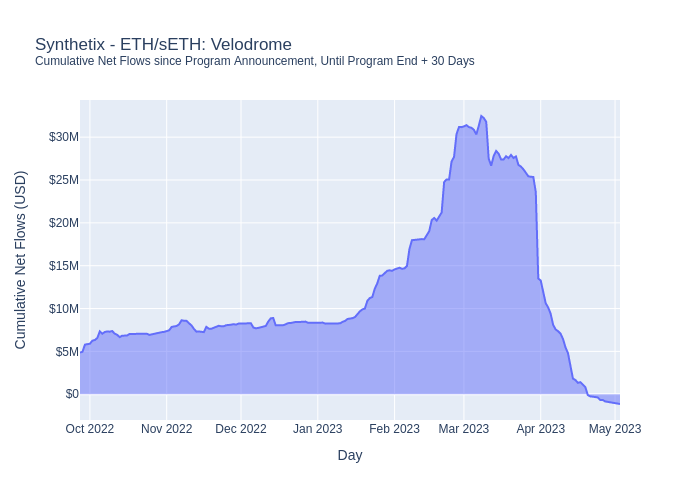 Synthetix - ETH/sETH: Velodrome
Cumulative Net Flows since Program Announcement, Until Program End + 30 Days
Cumulative Net Flows (USD)
$30M
$25M
$20M
$15M
$10M
$5M
$0
Oct 2022 Nov 2022 Dec 2022 Jan 2023 Feb 2023 Mar 2023 Apr 2023 May 2023
Day